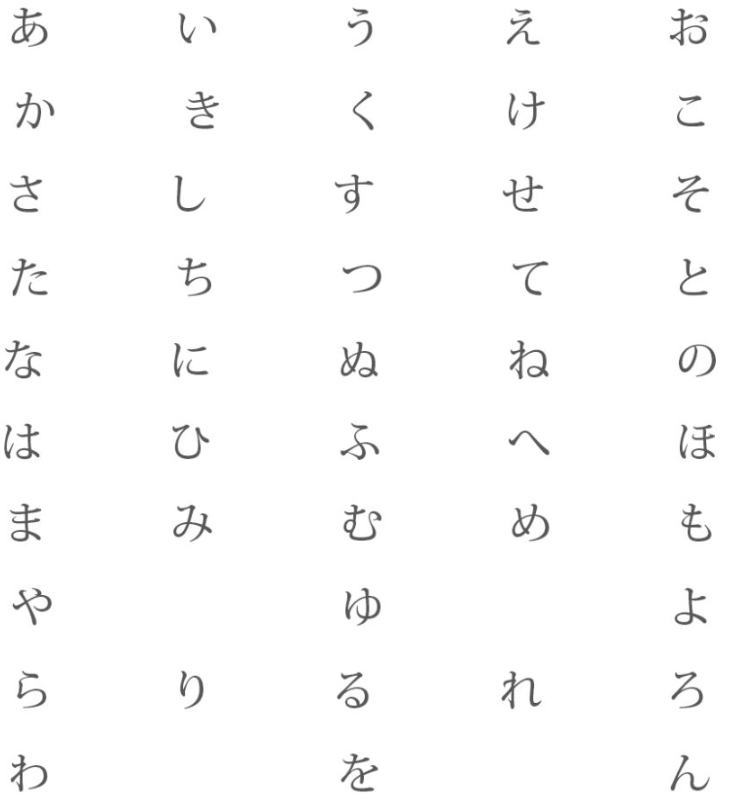 あ い う え お
か き く け こ
さ し す せ そ
た ち つ て と
な に ぬ ね の
は ひ ふ へ ほ
ま み む め も
や ゆ よ
ら り る れ ろ
わ を ん